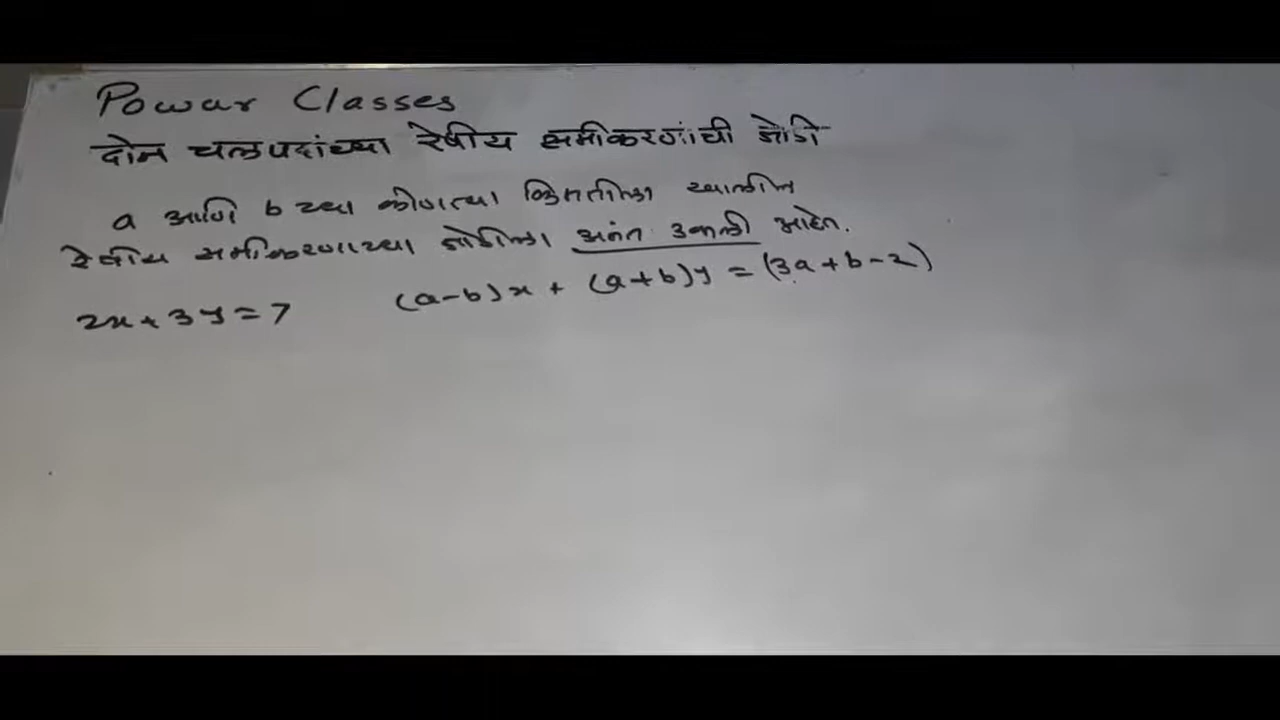 Powar Classes
दोन चलपदांच्या रेषीय समीकरणांची जोडी
a आणि b च्या कोणत्या किंमतीला खालील
रेषीय समीकरणाच्या जोडीला अनंत उकली आहेत.
2x + 3y = 7 (a-b)x + (a+b)y = (3a+b-2)